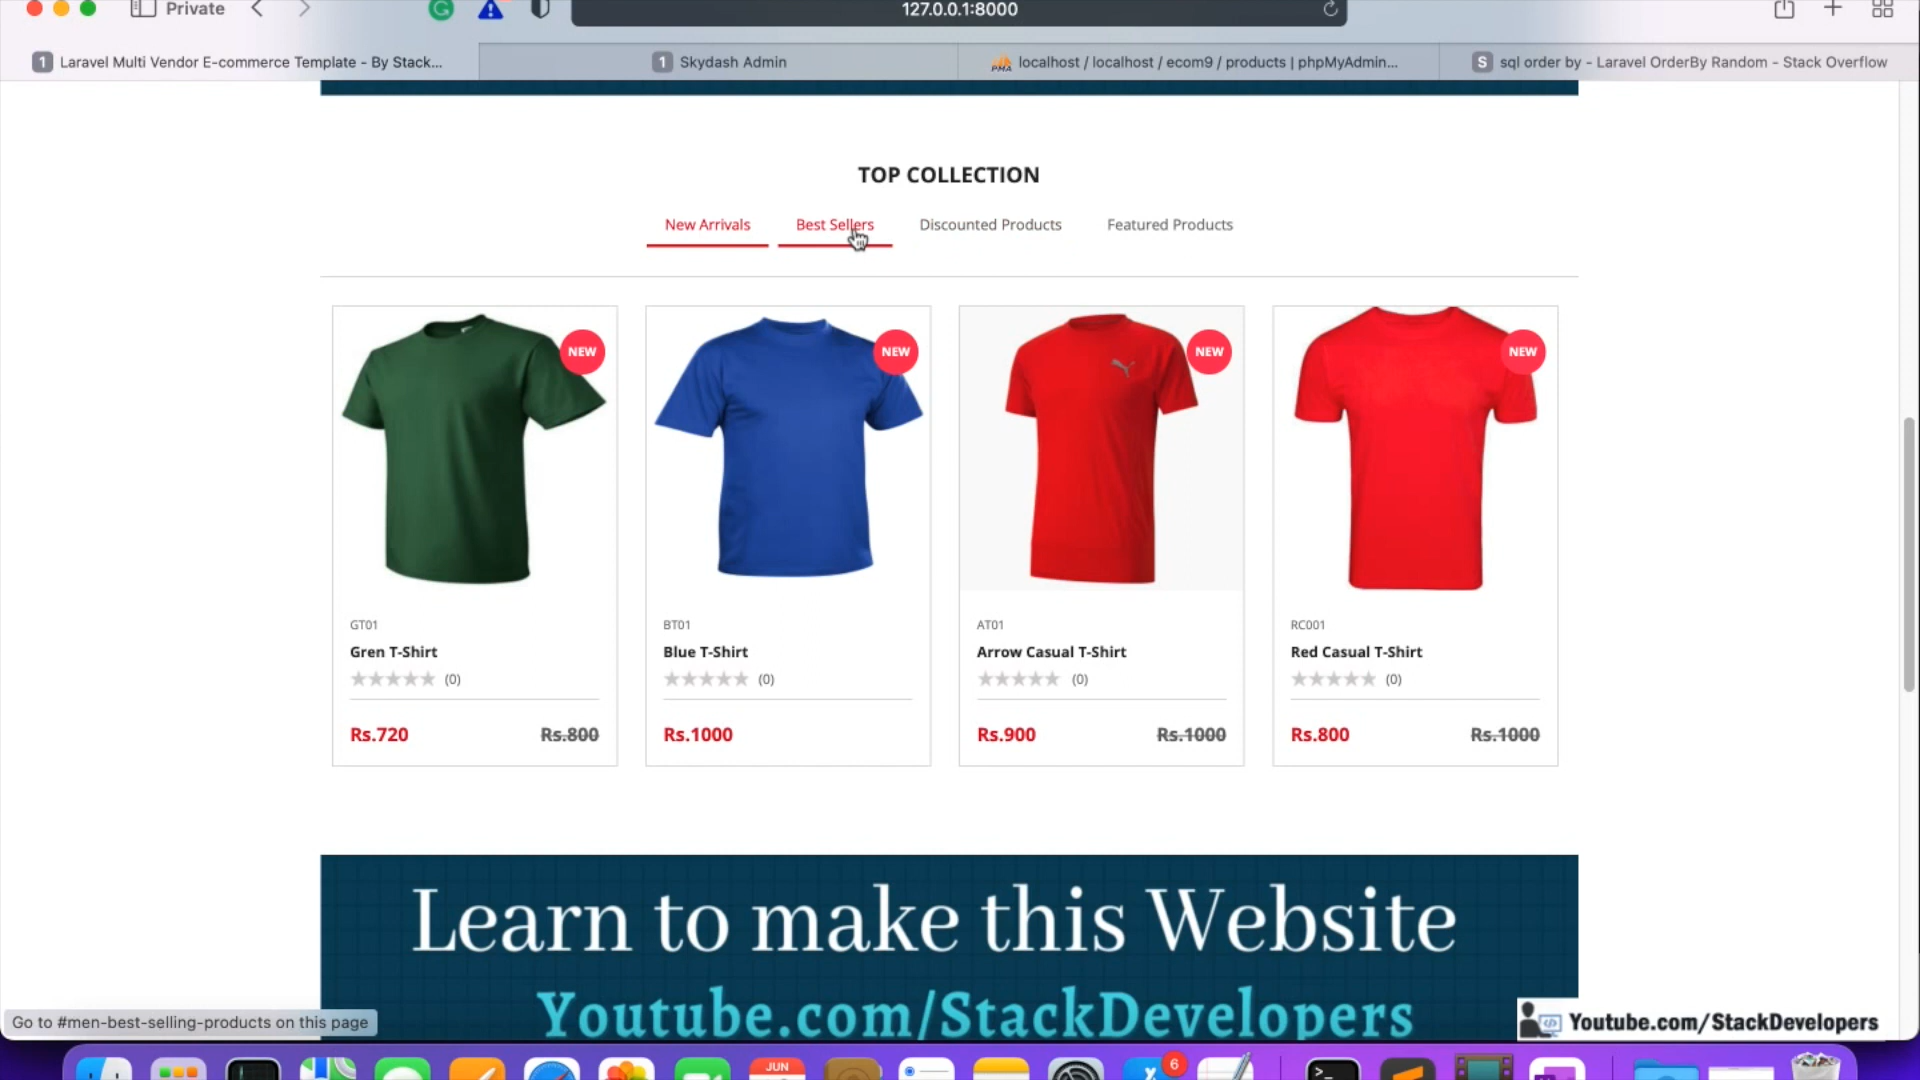 Private
127.0.0.1:8000
1 Laravel Multi Vendor E-commerce Template - By Stack...
1 Skydash Admin
PMA localhost / localhost / ecom9 / products | phpMyAdmin...
S sql order by - Laravel OrderBy Random - Stack Overflow
TOP COLLECTION
New Arrivals Best Sellers Discounted Products Featured Products
NEW
NEW
NEW
NEW
GT01
Gren T-Shirt
(0)
Rs.720 Rs.800
BT01
Blue T-Shirt
(0)
Rs.1000
AT01
Arrow Casual T-Shirt
(0)
Rs.900 Rs.1000
RC001
Red Casual T-Shirt
(0)
Rs.800 Rs.1000
Learn to make this Website
Youtube.com/StackDevelopers
Go to #men-best-selling-products on this page
Youtube.com/StackDevelopers
JUN
6